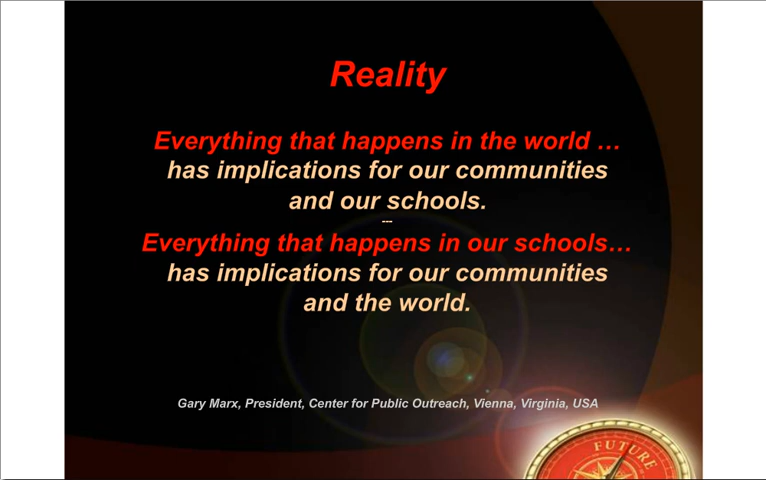 Reality
Everything that happens in the world …
has implications for our communities
and our schools.
---
Everything that happens in our schools…
has implications for our communities
and the world.
Gary Marx, President, Center for Public Outreach, Vienna, Virginia, USA
FUTURE